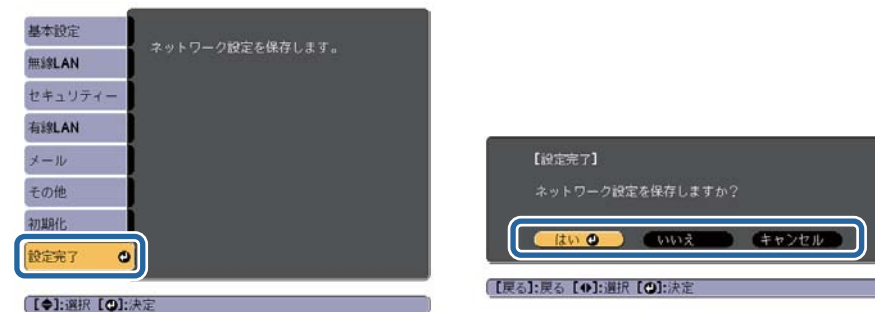 基本設定
無線LAN
セキュリティー
有線LAN
メール
その他
初期化
設定完了
ネットワーク設定を保存します。
【◆】:選択 【⏎】:決定
【設定完了】
ネットワーク設定を保存しますか？
はい いいえ キャンセル
【戻る】:戻る 【◆】:選択 【⏎】:決定